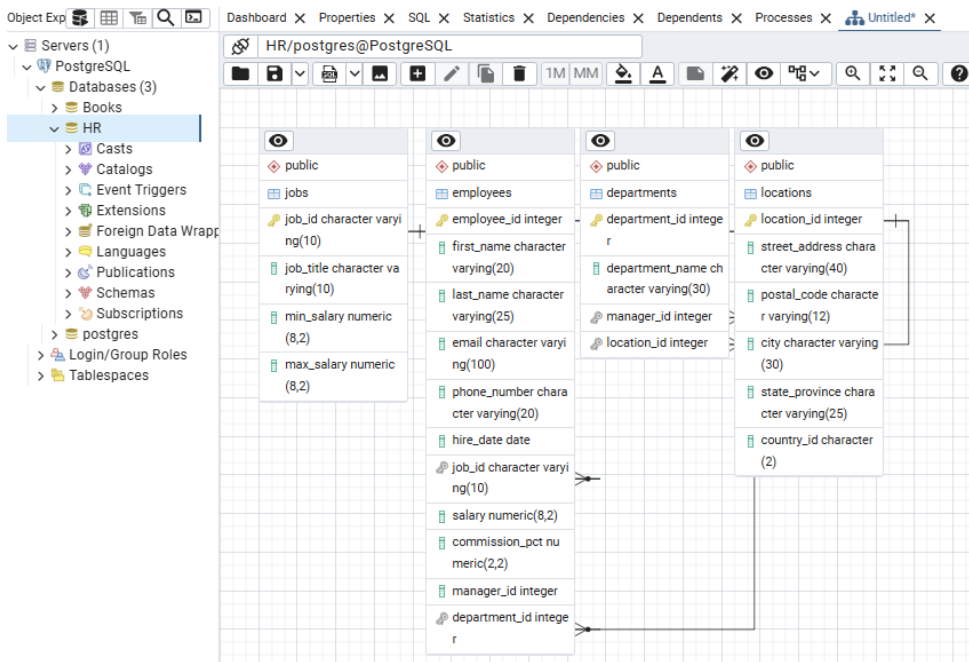 Object Exp
Dashboard Properties SQL Statistics Dependencies Dependents Processes Untitled*
Servers (1)
PostgreSQL
Databases (3)
Books
HR
Casts
Catalogs
Event Triggers
Extensions
Foreign Data Wrapp
Languages
Publications
Schemas
Subscriptions
postgres
Login/Group Roles
Tablespaces
HR/postgres@PostgreSQL
1M MM A
public
jobs
job_id character varyi
ng(10)
job_title character va
rying(10)
min_salary numeric
(8,2)
max_salary numeric
(8,2)
public
employees
employee_id integer
first_name character
varying(20)
last_name character
varying(25)
email character varyi
ng(100)
phone_number chara
cter varying(20)
hire_date date
job_id character varyi
ng(10)
salary numeric(8,2)
commission_pct nu
meric(2,2)
manager_id integer
department_id intege
r
public
departments
department_id intege
r
department_name ch
aracter varying(30)
manager_id integer
location_id integer
public
locations
location_id integer
street_address chara
cter varying(40)
postal_code characte
r varying(12)
city character varying
(30)
state_province chara
cter varying(25)
country_id character
(2)